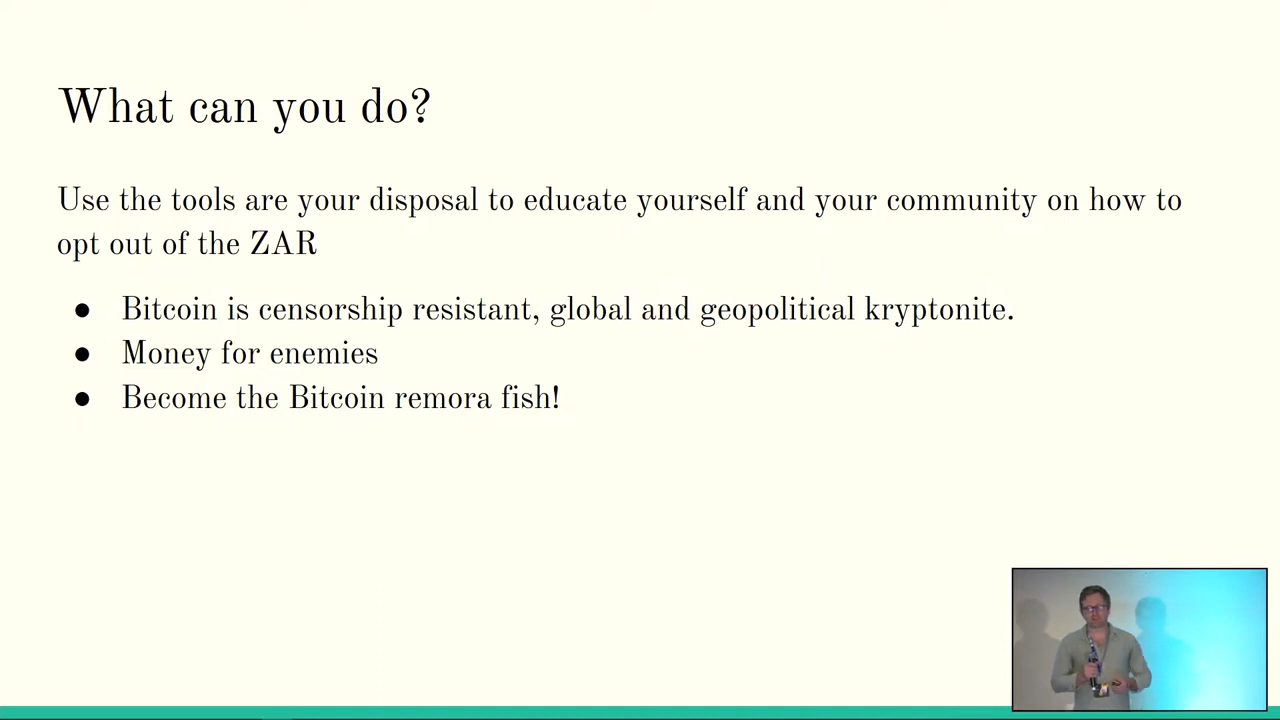 What can you do?
Use the tools are your disposal to educate yourself and your community on how to
opt out of the ZAR
● Bitcoin is censorship resistant, global and geopolitical kryptonite.
● Money for enemies
● Become the Bitcoin remora fish!